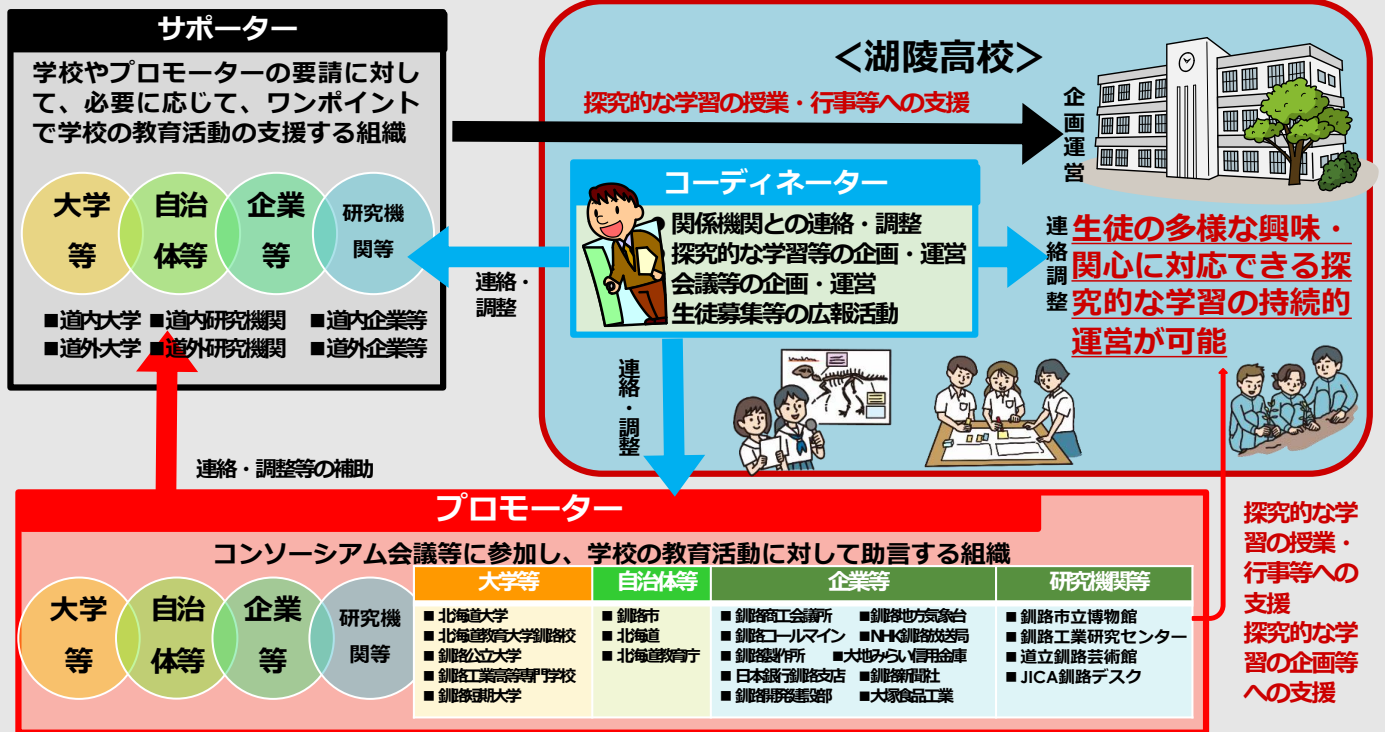 サポーター
学校やプロモーターの要請に対し
て、必要に応じて、ワンポイント
で学校の教育活動の支援する組織
大学
等
自治
体等
企業
等
研究機
関等
■道内大学 ■道内研究機関 ■道内企業等
■道外大学 ■道外研究機関 ■道外企業等
＜湖陵高校＞
探究的な学習の授業・行事等への支援
企画運営
コーディネーター
関係機関との連絡・調整
探究的な学習等の企画・運営
会議等の企画・運営
生徒募集等の広報活動
連絡・
調整
連絡調整
生徒の多様な興味・
関心に対応できる探
究的な学習の持続的
運営が可能
連絡・調整
連絡・調整等の補助
プロモーター
コンソーシアム会議等に参加し、学校の教育活動に対して助言する組織
大学
等
自治
体等
企業
等
研究機
関等
大学等
■ 北海道大学
■ 北海道教育大学釧路校
■ 釧路公立大学
■ 釧路工業高等専門学校
■ 釧路短期大学
自治体等
■ 釧路市
■ 北海道
■ 北海道教育庁
企業等
■ 釧路商工会議所 ■釧路地方気象台
■ 釧路コールマイン ■NHK釧路放送局
■ 釧路製作所 ■大地みらい信用金庫
■ 日本銀行釧路支店 ■釧路新聞社
■ 釧路開発建設部 ■大塚食品工業
研究機関等
■ 釧路市立博物館
■ 釧路工業研究センター
■ 道立釧路芸術館
■ JICA釧路デスク
探究的な学
習の授業・
行事等への
支援
探究的な学
習の企画等
への支援